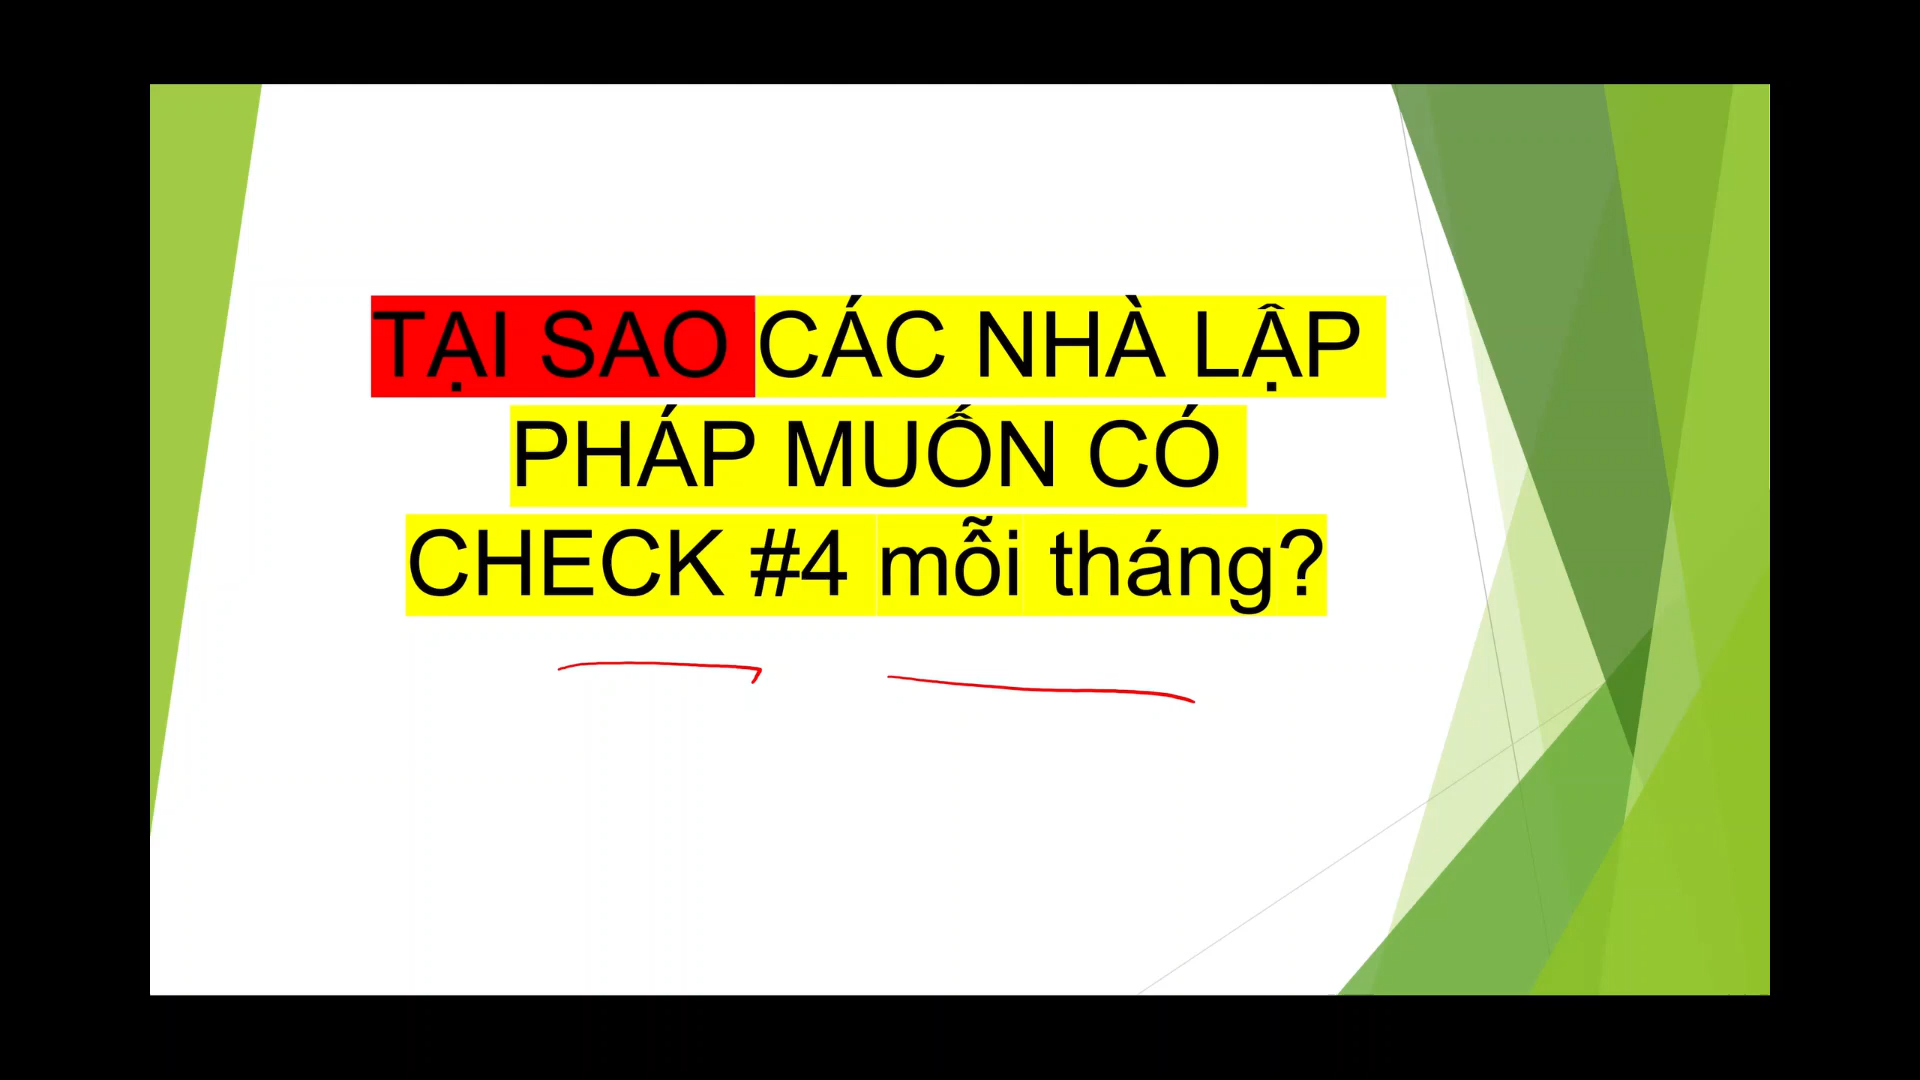 TẠI SAO CÁC NHÀ LẬP
PHÁP MUỐN CÓ
CHECK #4 mỗi tháng?